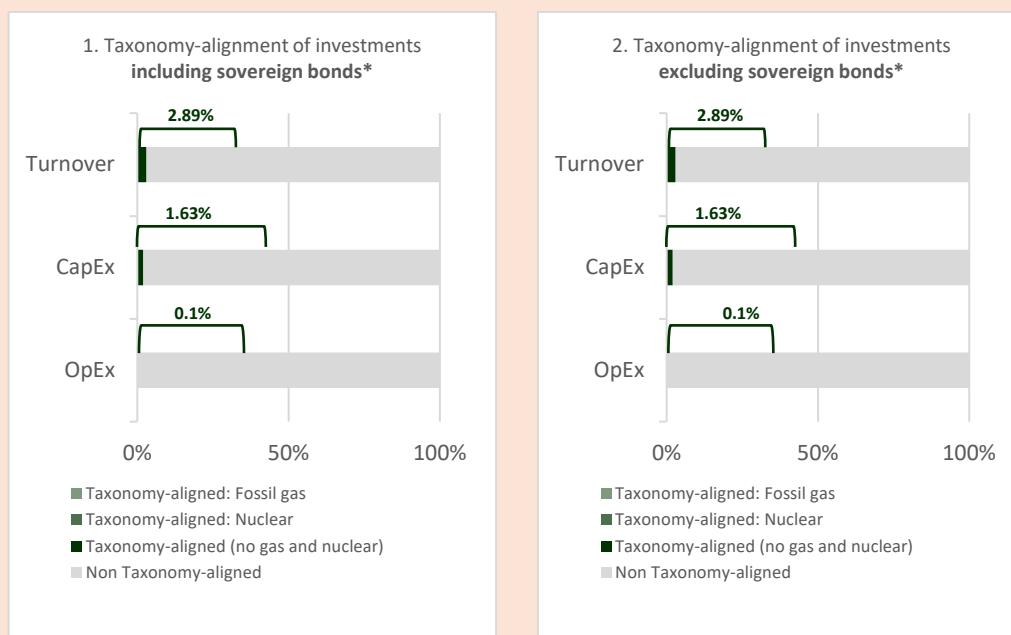 1. Taxonomy-alignment of investments
including sovereign bonds*
2.89%
Turnover
1.63%
CapEx
0.1%
OpEx
0%
50%
100%
Taxonomy-aligned: Fossil gas
Taxonomy-aligned: Nuclear
Taxonomy-aligned (no gas and nuclear)
Non Taxonomy-aligned
2. Taxonomy-alignment of investments
excluding sovereign bonds*
2.89%
Turnover
1.63%
CapEx
0.1%
OpEx
0%
50%
100%
Taxonomy-aligned: Fossil gas
Taxonomy-aligned: Nuclear
Taxonomy-aligned (no gas and nuclear)
Non Taxonomy-aligned